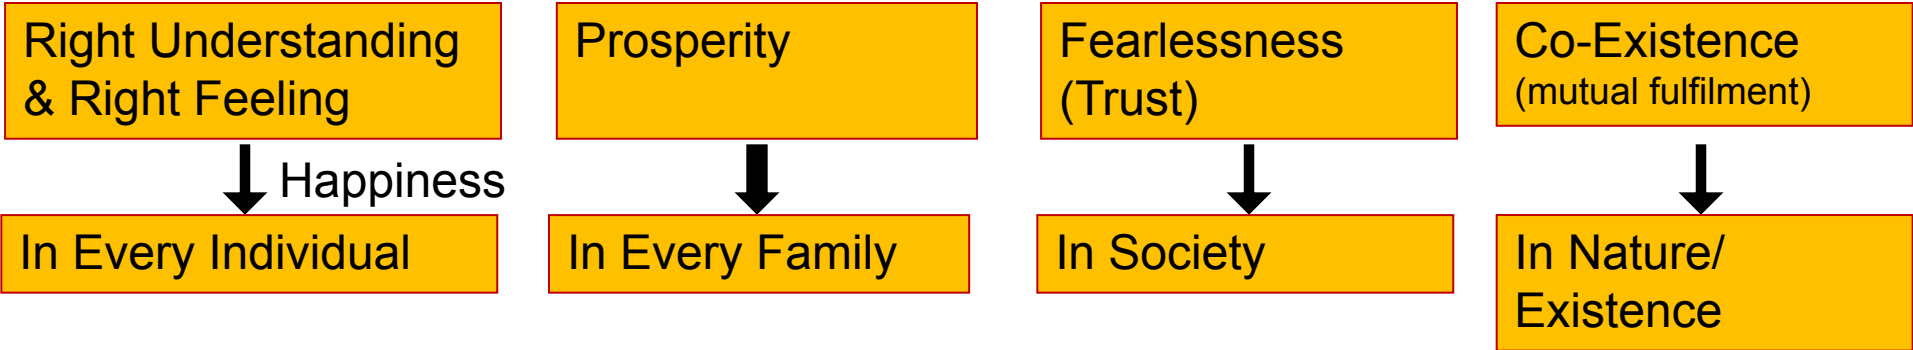 Right Understanding
& Right Feeling
Prosperity
Fearlessness
(Trust)
Co-Existence
(mutual fulfilment)
Happiness
In Every Individual
In Every Family
In Society
In Nature/
Existence